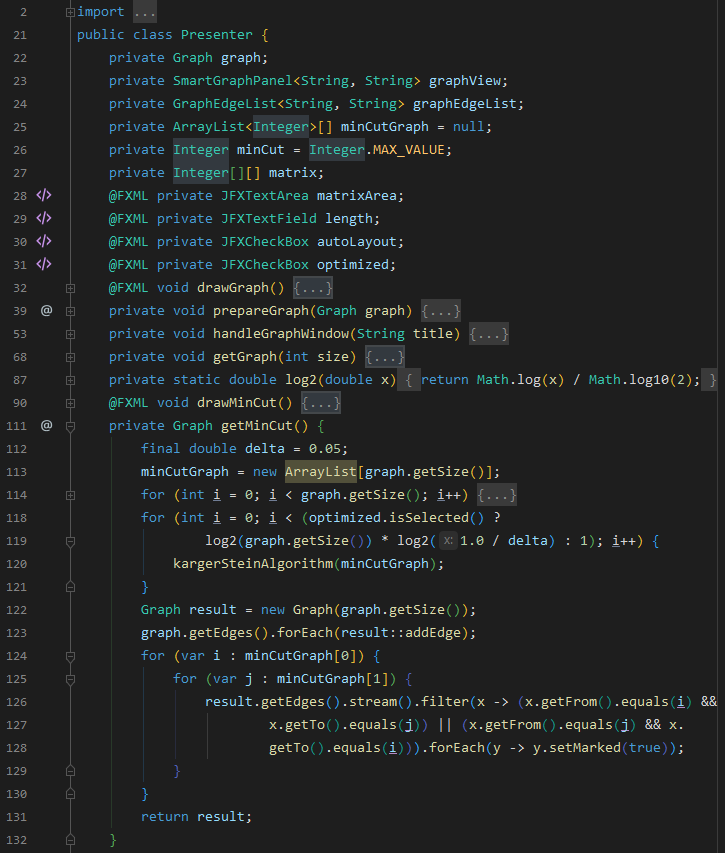 2 import ...
21 public class Presenter {
22 private Graph graph;
23 private SmartGraphPanel<String, String> graphView;
24 private GraphEdgeList<String, String> graphEdgeList;
25 private ArrayList<Integer>[] minCutGraph = null;
26 private Integer minCut = Integer.MAX_VALUE;
27 private Integer[][] matrix;
28 </> @FXML private JFXTextArea matrixArea;
29 </> @FXML private JFXTextField length;
30 </> @FXML private JFXCheckBox autoLayout;
31 </> @FXML private JFXCheckBox optimized;
32 @FXML void drawGraph() {...}
39 @ private void prepareGraph(Graph graph) {...}
53 private void handleGraphWindow(String title) {...}
68 private void getGraph(int size) {...}
87 private static double log2(double x) { return Math.log(x) / Math.log10(2); }
90 @FXML void drawMinCut() {...}
111 @ private Graph getMinCut() {
112 final double delta = 0.05;
113 minCutGraph = new ArrayList[graph.getSize()];
114 for (int i = 0; i < graph.getSize(); i++) {...}
118 for (int i = 0; i < (optimized.isSelected() ?
119 log2(graph.getSize()) * log2( x: 1.0 / delta) : 1); i++) {
120 kargerSteinAlgorithm(minCutGraph);
121 }
122 Graph result = new Graph(graph.getSize());
123 graph.getEdges().forEach(result::addEdge);
124 for (var i : minCutGraph[0]) {
125 for (var j : minCutGraph[1]) {
126 result.getEdges().stream().filter(x -> (x.getFrom().equals(i) &&
127 x.getTo().equals(j)) || (x.getFrom().equals(j) && x.
128 getTo().equals(i))).forEach(y -> y.setMarked(true));
129 }
130 }
131 return result;
132 }